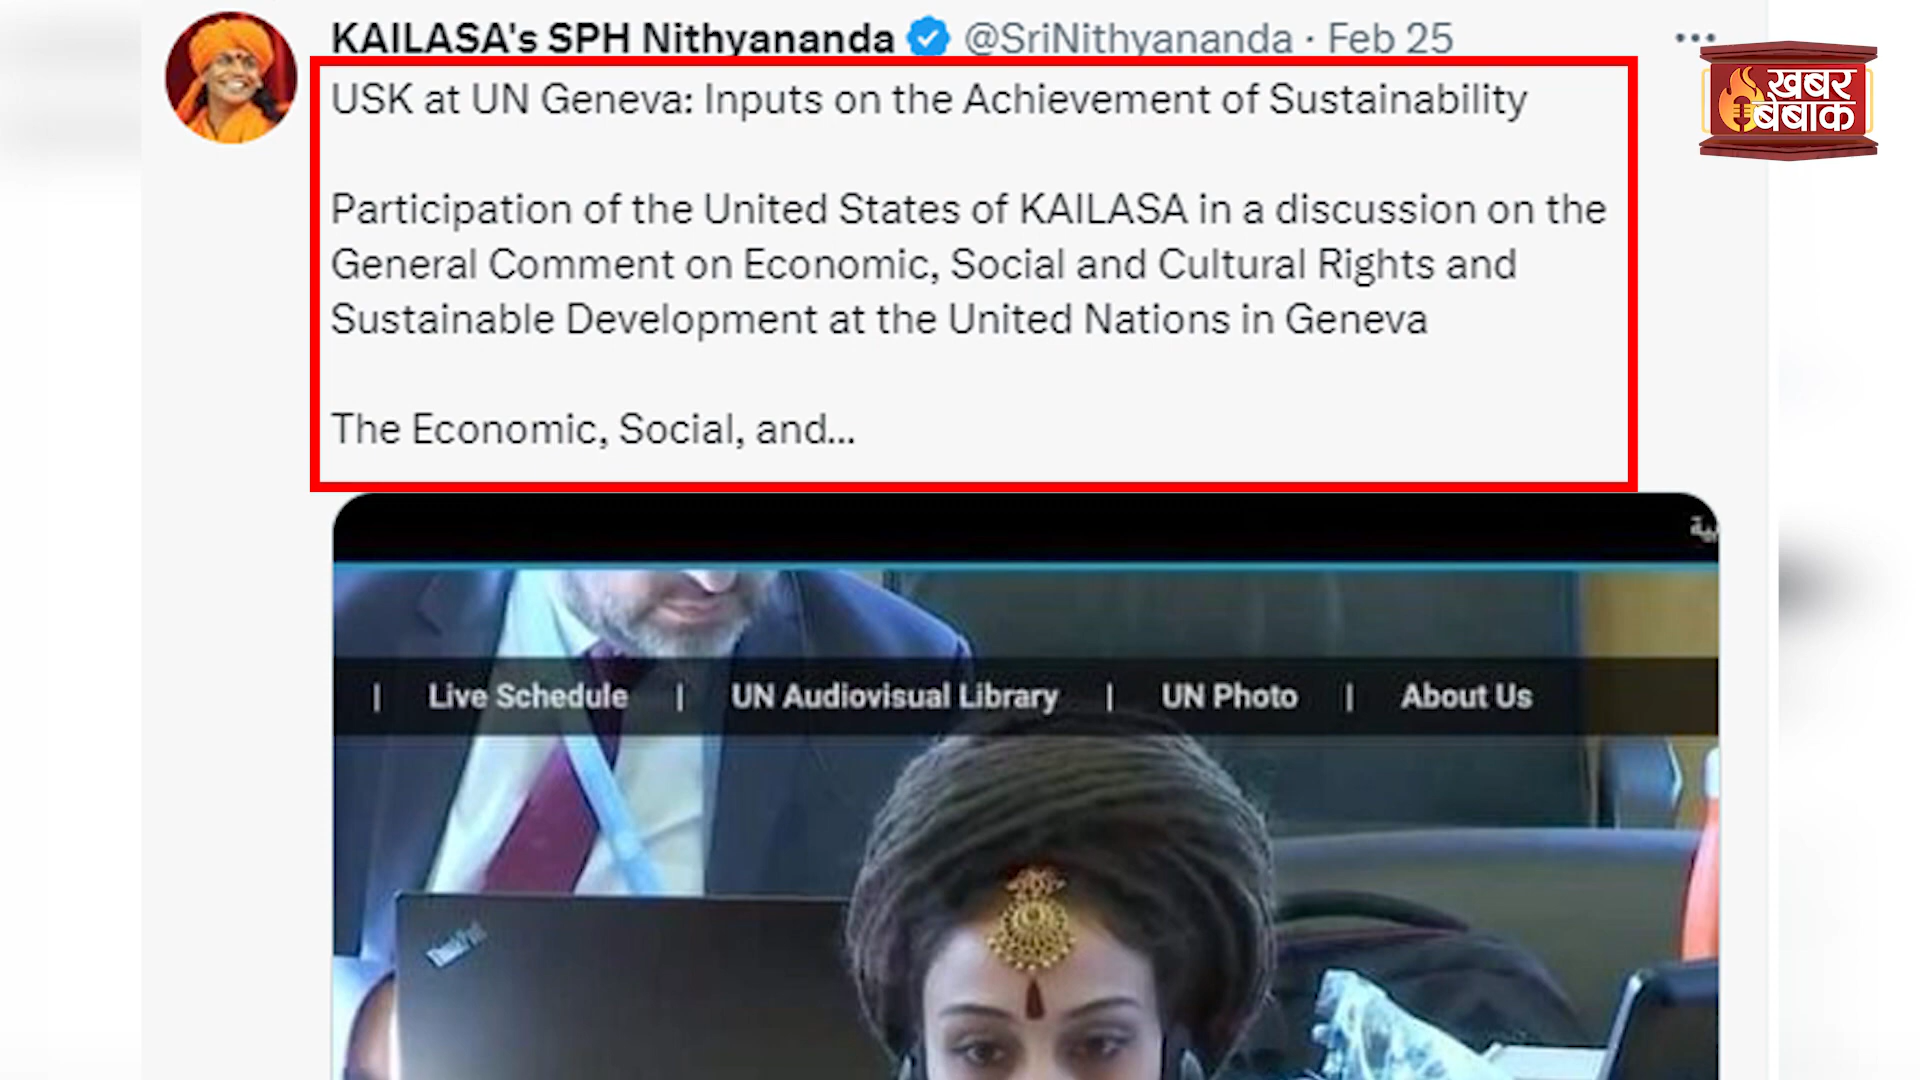 KAILASA's SPH Nithyananda @SriNithyananda · Feb 25
खबर
बेबाक
USK at UN Geneva: Inputs on the Achievement of Sustainability
Participation of the United States of KAILASA in a discussion on the
General Comment on Economic, Social and Cultural Rights and
Sustainable Development at the United Nations in Geneva
The Economic, Social, and...
| Live Schedule | UN Audiovisual Library | UN Photo | About Us